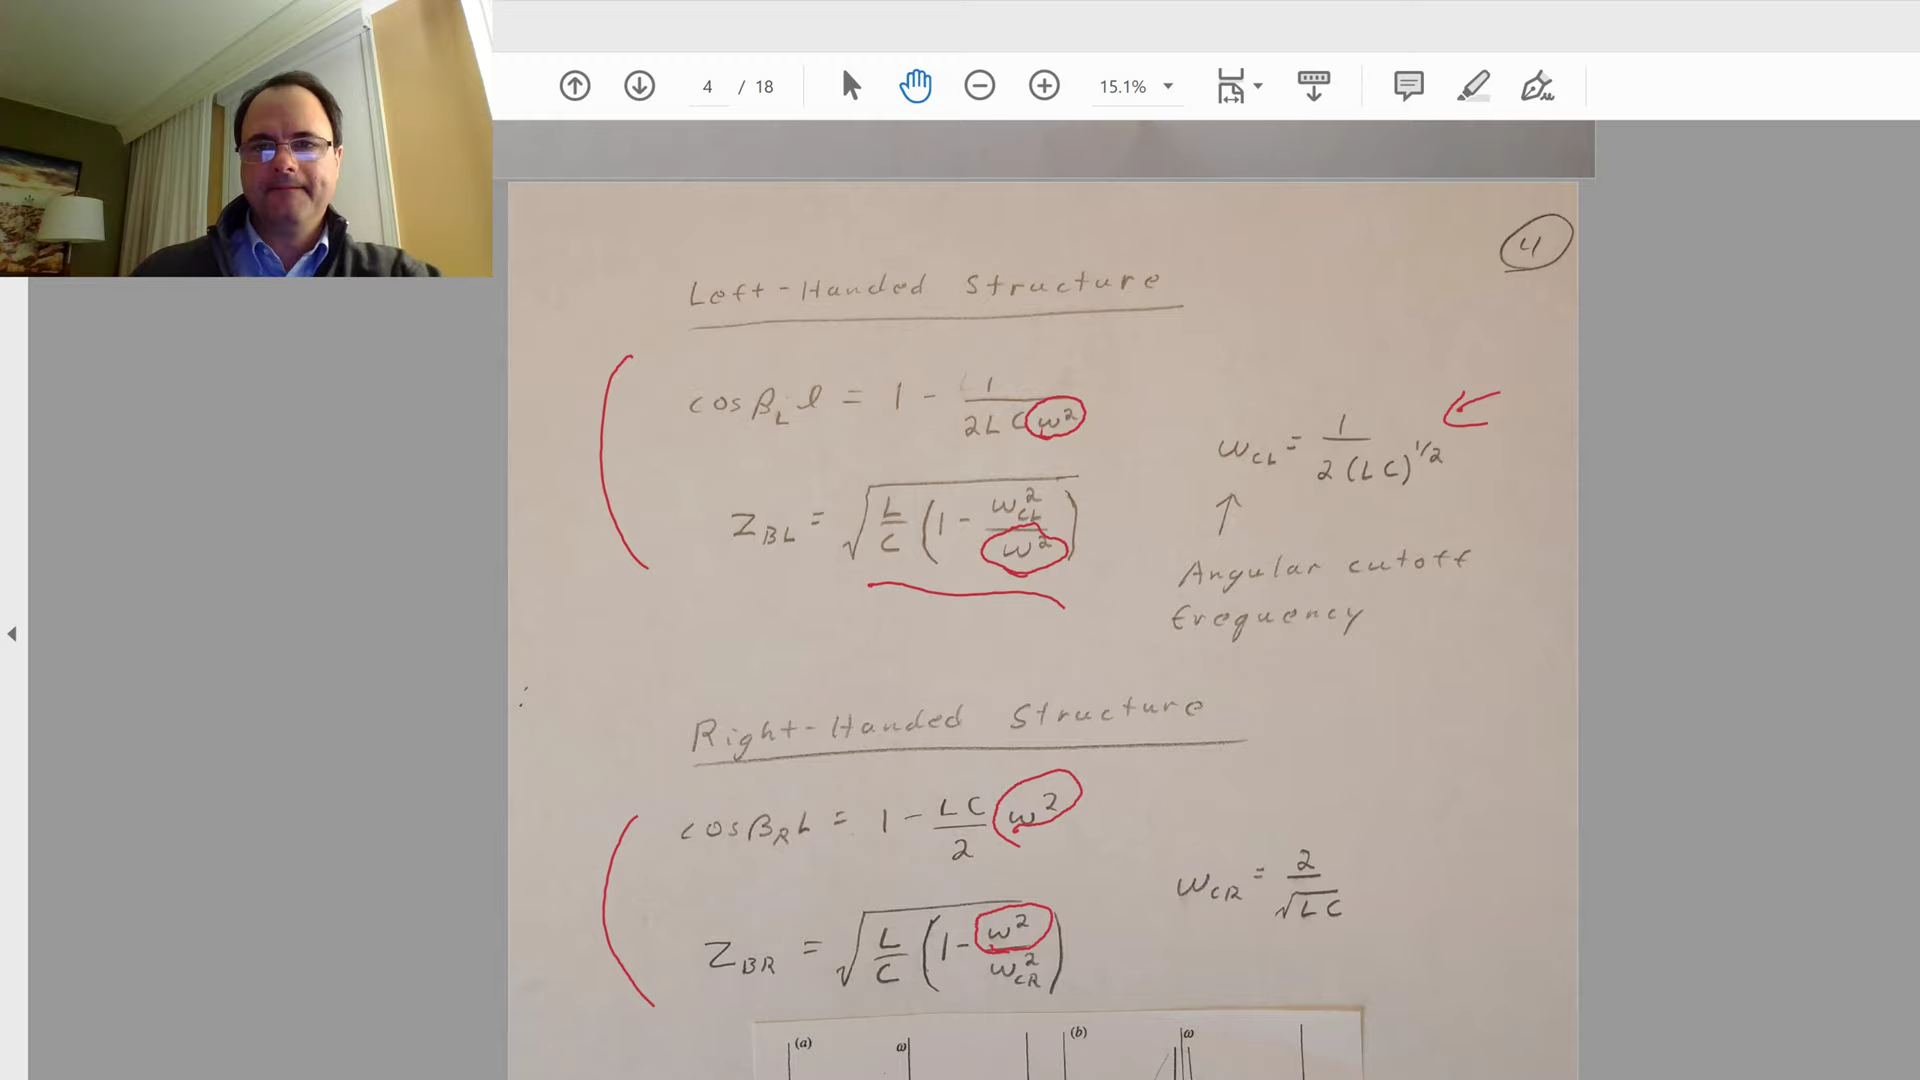 4 / 18
15.1%
4
Left-Handed Structure
cos β_L l = 1 - 1 / 2LCω²
ω_CL = 1 / 2(LC)^1/2
Z_BL = √(L/C (1 - ω_CL² / ω²))
Angular cutoff
frequency
Right-Handed Structure
cos β_R L = 1 - LC/2 ω²
ω_CR = 2 / √LC
Z_BR = √(L/C (1 - ω² / ω_CR²))
(a) ω (b) ω